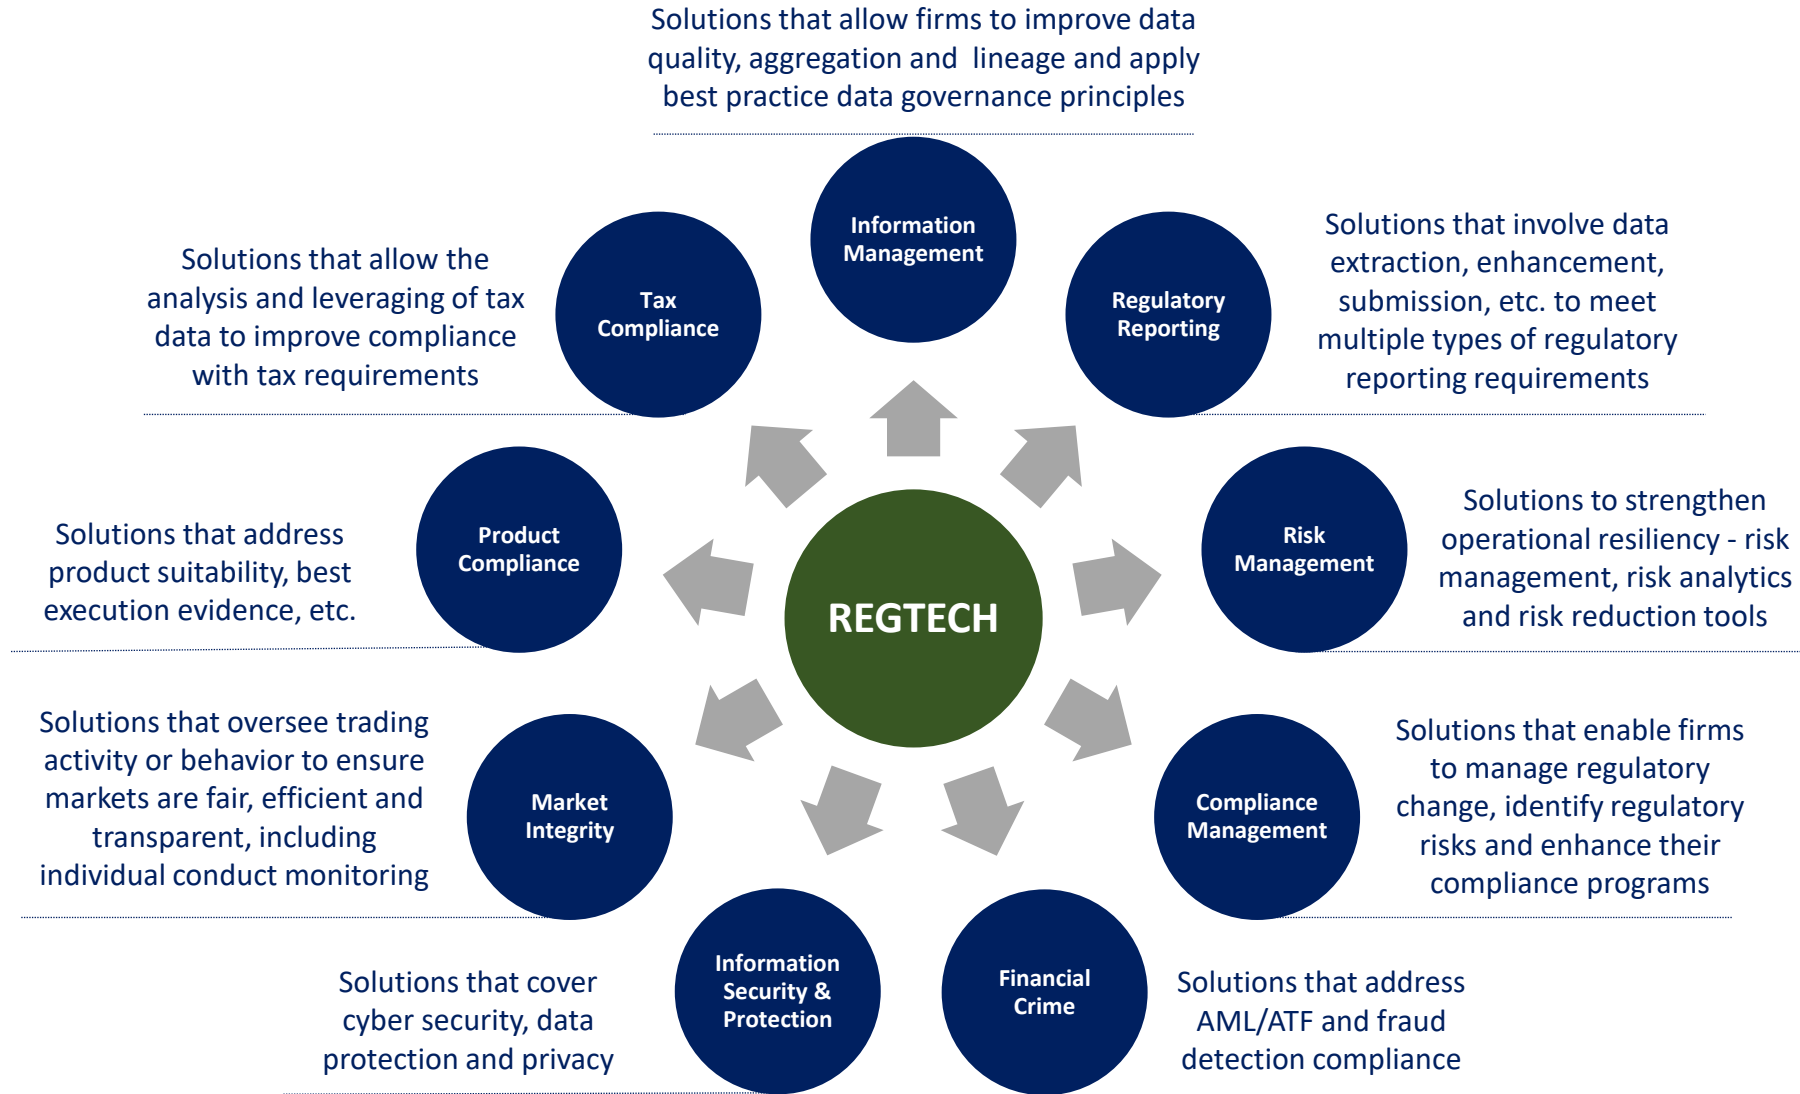 Solutions that allow firms to improve data
quality, aggregation and lineage and apply
best practice data governance principles
Information
Management
Solutions that involve data
extraction, enhancement,
submission, etc. to meet
multiple types of regulatory
reporting requirements
Regulatory
Reporting
Solutions to strengthen
operational resiliency - risk
management, risk analytics
and risk reduction tools
Risk
Management
Solutions that enable firms
to manage regulatory
change, identify regulatory
risks and enhance their
compliance programs
Compliance
Management
Solutions that address
AML/ATF and fraud
detection compliance
Financial
Crime
Information
Security &
Protection
Solutions that cover
cyber security, data
protection and privacy
Market
Integrity
Solutions that oversee trading
activity or behavior to ensure
markets are fair, efficient and
transparent, including
individual conduct monitoring
Product
Compliance
Solutions that address
product suitability, best
execution evidence, etc.
Tax
Compliance
Solutions that allow the
analysis and leveraging of tax
data to improve compliance
with tax requirements
REGTECH